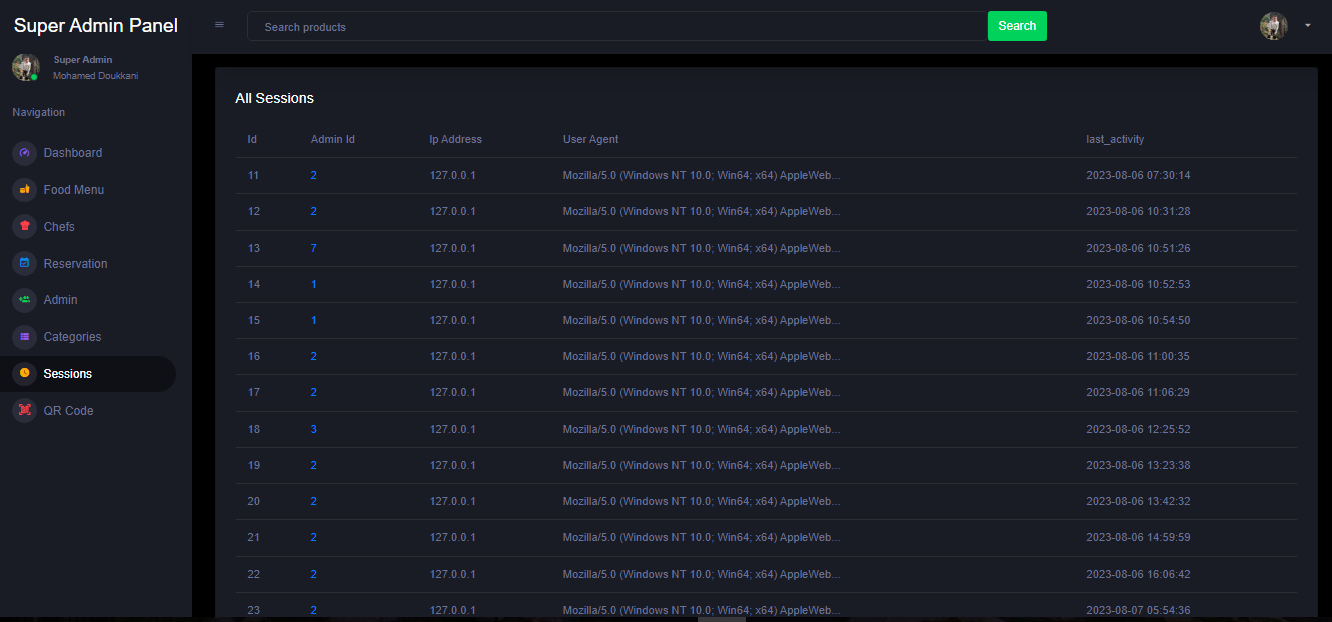 Super Admin Panel
Search products
Search
Super Admin
Mohamed Doukkani
Navigation
Dashboard
Food Menu
Chefs
Reservation
Admin
Categories
Sessions
QR Code
All Sessions
Id Admin Id Ip Address User Agent last_activity
11 2 127.0.0.1 Mozilla/5.0 (Windows NT 10.0; Win64; x64) AppleWeb... 2023-08-06 07:30:14
12 2 127.0.0.1 Mozilla/5.0 (Windows NT 10.0; Win64; x64) AppleWeb... 2023-08-06 10:31:28
13 7 127.0.0.1 Mozilla/5.0 (Windows NT 10.0; Win64; x64) AppleWeb... 2023-08-06 10:51:26
14 1 127.0.0.1 Mozilla/5.0 (Windows NT 10.0; Win64; x64) AppleWeb... 2023-08-06 10:52:53
15 1 127.0.0.1 Mozilla/5.0 (Windows NT 10.0; Win64; x64) AppleWeb... 2023-08-06 10:54:50
16 2 127.0.0.1 Mozilla/5.0 (Windows NT 10.0; Win64; x64) AppleWeb... 2023-08-06 11:00:35
17 2 127.0.0.1 Mozilla/5.0 (Windows NT 10.0; Win64; x64) AppleWeb... 2023-08-06 11:06:29
18 3 127.0.0.1 Mozilla/5.0 (Windows NT 10.0; Win64; x64) AppleWeb... 2023-08-06 12:25:52
19 2 127.0.0.1 Mozilla/5.0 (Windows NT 10.0; Win64; x64) AppleWeb... 2023-08-06 13:23:38
20 2 127.0.0.1 Mozilla/5.0 (Windows NT 10.0; Win64; x64) AppleWeb... 2023-08-06 13:42:32
21 2 127.0.0.1 Mozilla/5.0 (Windows NT 10.0; Win64; x64) AppleWeb... 2023-08-06 14:59:59
22 2 127.0.0.1 Mozilla/5.0 (Windows NT 10.0; Win64; x64) AppleWeb... 2023-08-06 16:06:42
23 2 127.0.0.1 Mozilla/5.0 (Windows NT 10.0; Win64; x64) AppleWeb... 2023-08-07 05:54:36